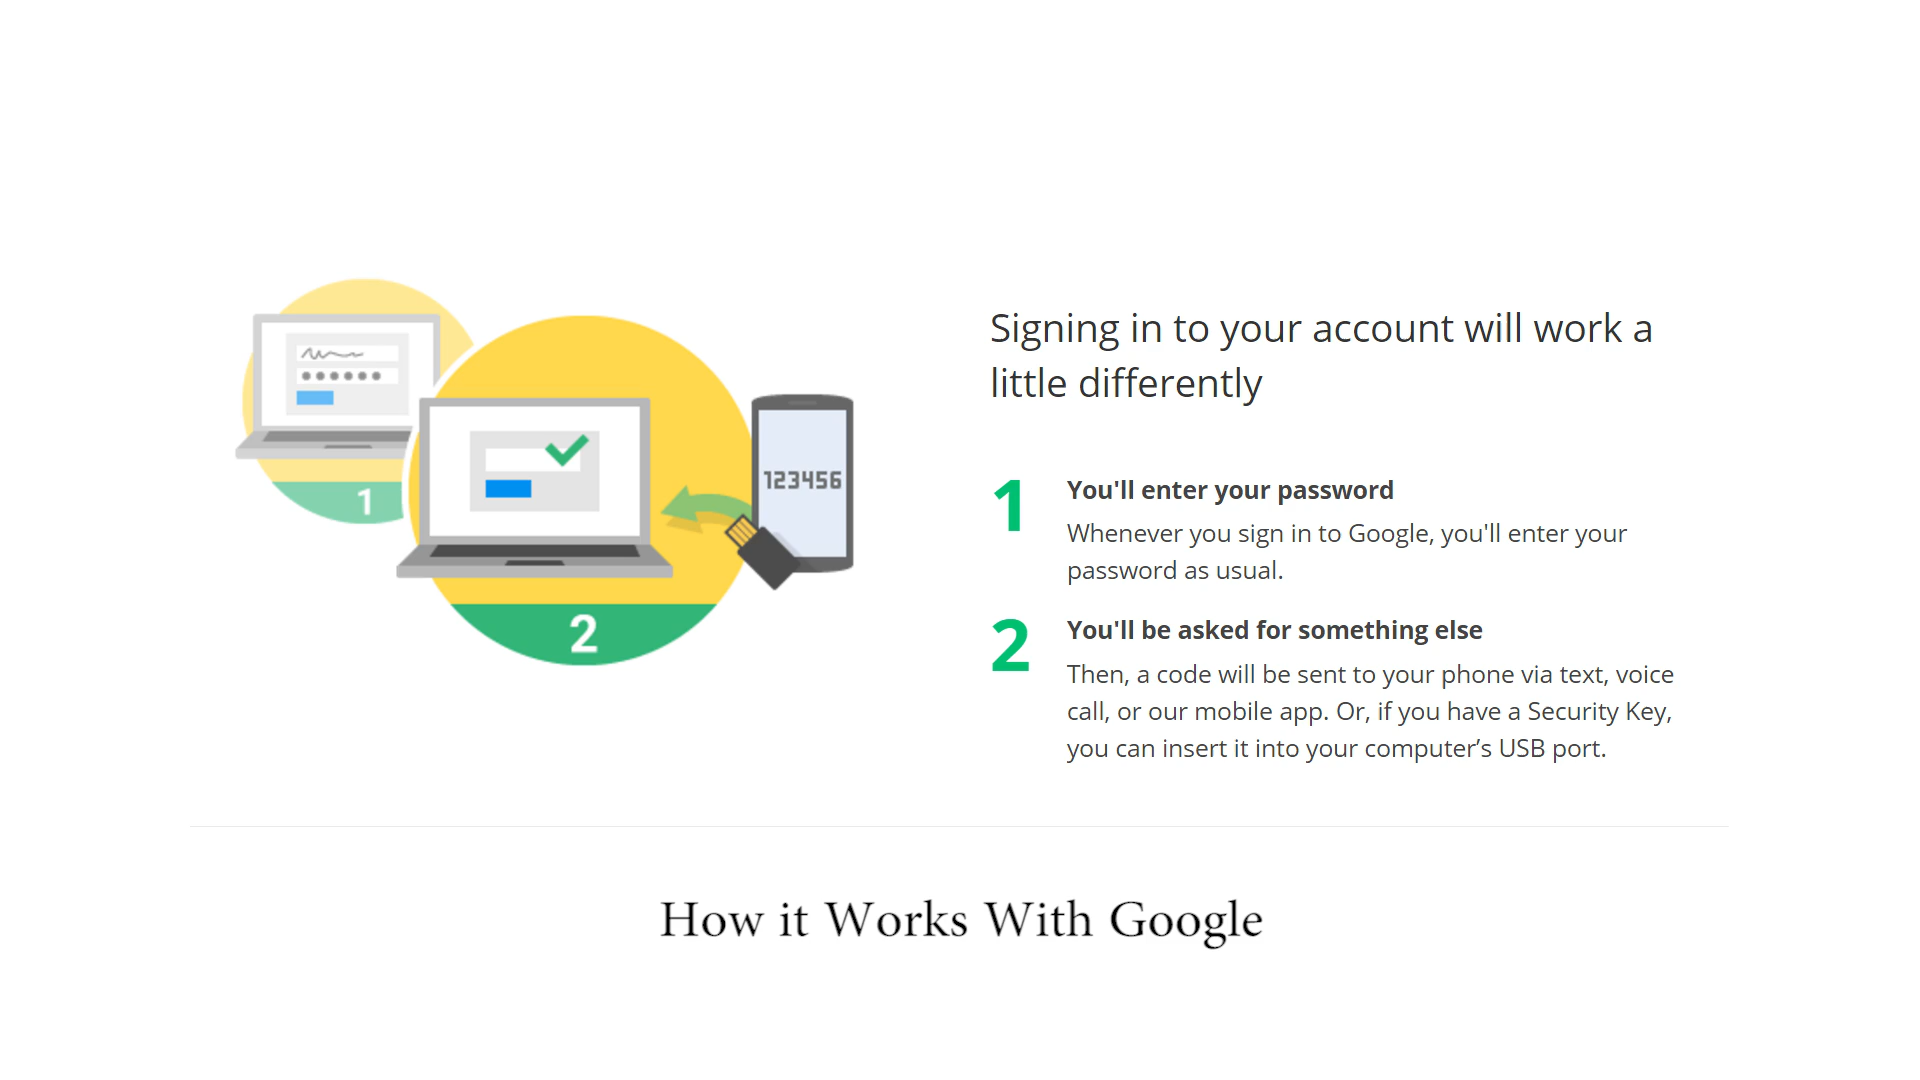 1
2
123456
Signing in to your account will work a
little differently
1
You'll enter your password
Whenever you sign in to Google, you'll enter your
password as usual.
2
You'll be asked for something else
Then, a code will be sent to your phone via text, voice
call, or our mobile app. Or, if you have a Security Key,
you can insert it into your computer’s USB port.
How it Works With Google